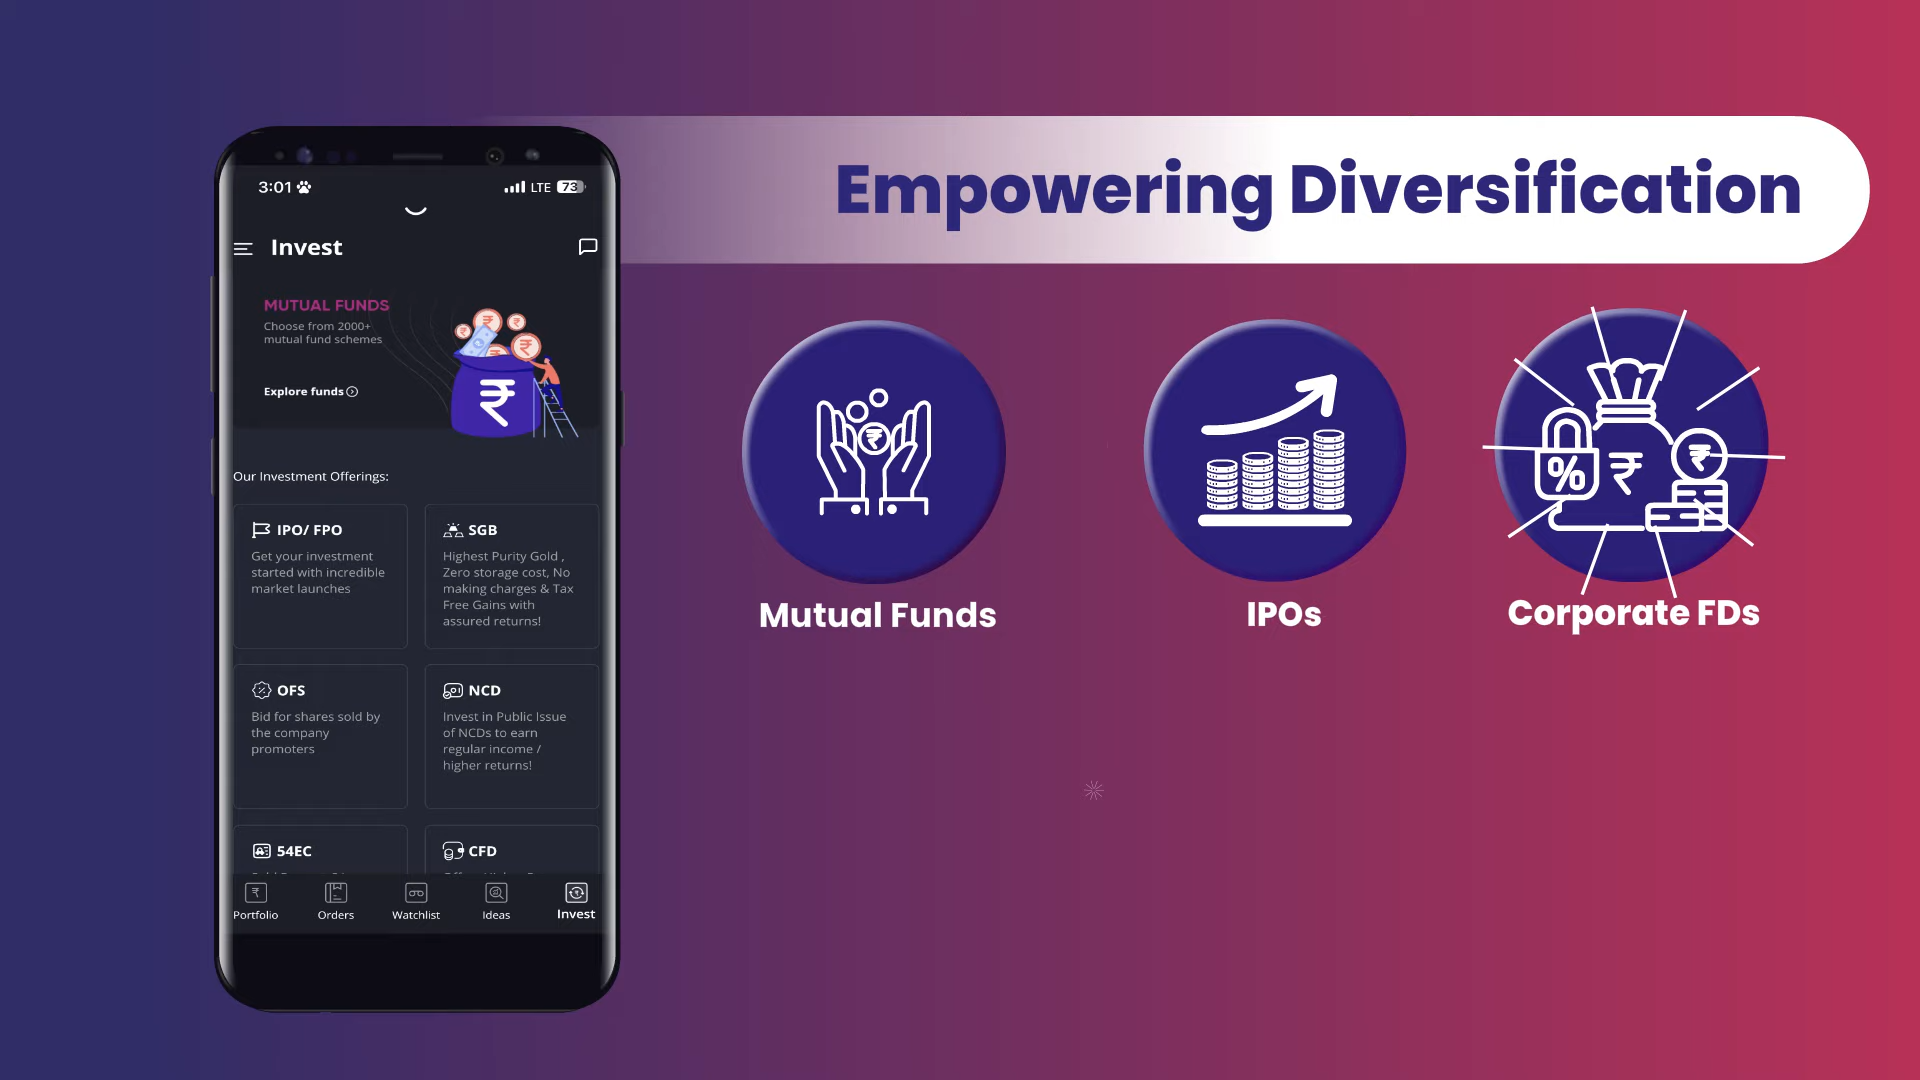 Empowering Diversification
3:01
LTE 73
Invest
MUTUAL FUNDS
Choose from 2000+
mutual fund schemes
Explore funds
₹
Our Investment Offerings:
IPO/ FPO
Get your investment
started with incredible
market launches
SGB
Highest Purity Gold ,
Zero storage cost, No
making charges & Tax
Free Gains with
assured returns!
OFS
Bid for shares sold by
the company
promoters
NCD
Invest in Public Issue
of NCDs to earn
regular income /
higher returns!
54EC
CFD
Portfolio
Orders
Watchlist
Ideas
Invest
₹
Mutual Funds
IPOs
% ₹ ₹
Corporate FDs